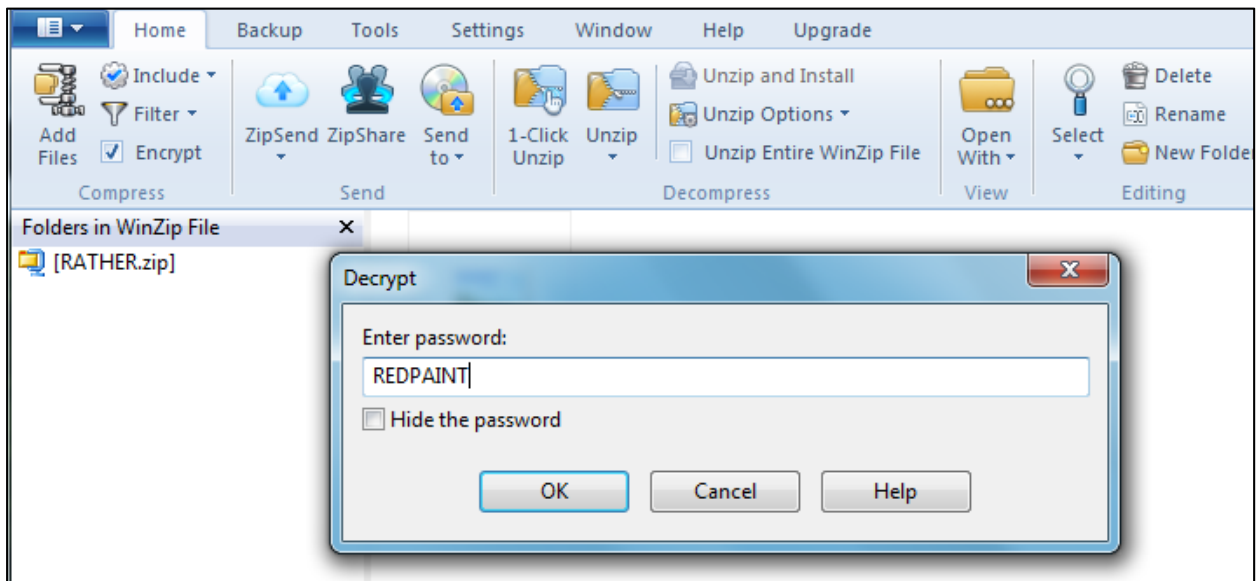 Home Backup Tools Settings Window Help Upgrade
Include
Filter
Encrypt
Add
Files
Compress
ZipSend
ZipShare
Send
to
Send
1-Click
Unzip
Unzip
Unzip and Install
Unzip Options
Unzip Entire WinZip File
Decompress
Open
With
View
Select
Delete
Rename
New Folde
Editing
Folders in WinZip File
[RATHER.zip]
Decrypt
Enter password:
REDPAINT
Hide the password
OK Cancel Help